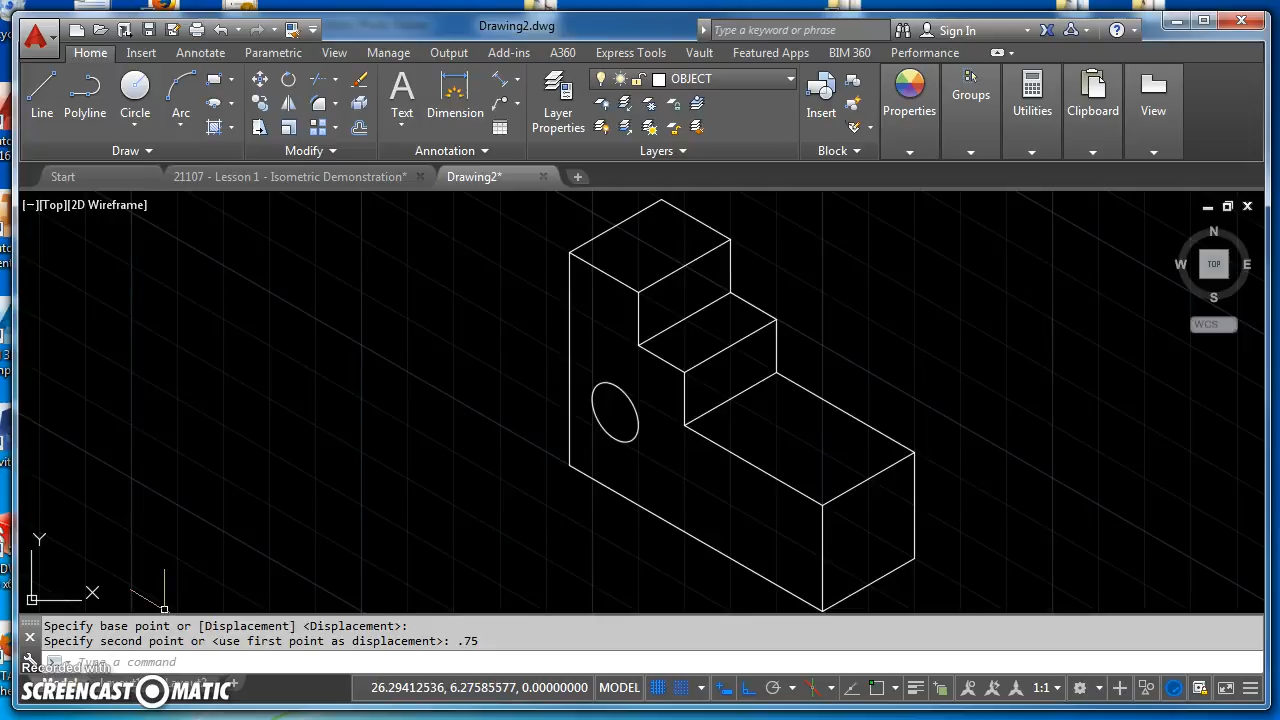 Drawing2.dwg
Type a keyword or phrase
Sign In
Home Insert Annotate Parametric View Manage Output Add-ins A360 Express Tools Vault Featured Apps BIM 360 Performance
OBJECT
Line Polyline Circle Arc Text Dimension Layer Properties Insert Properties Groups Utilities Clipboard View
Draw Modify Annotation Layers Block
Start 21107 - Lesson 1 - Isometric Demonstration* Drawing2*
[−][Top][2D Wireframe]
N
W TOP E
S
WCS
Y
X
Specify base point or [Displacement] <Displacement>:
Specify second point or <use first point as displacement>: .75
Type a command
Recorded with
SCREENCAST MATIC
26.29412536, 6.27585577, 0.00000000 MODEL 1:1